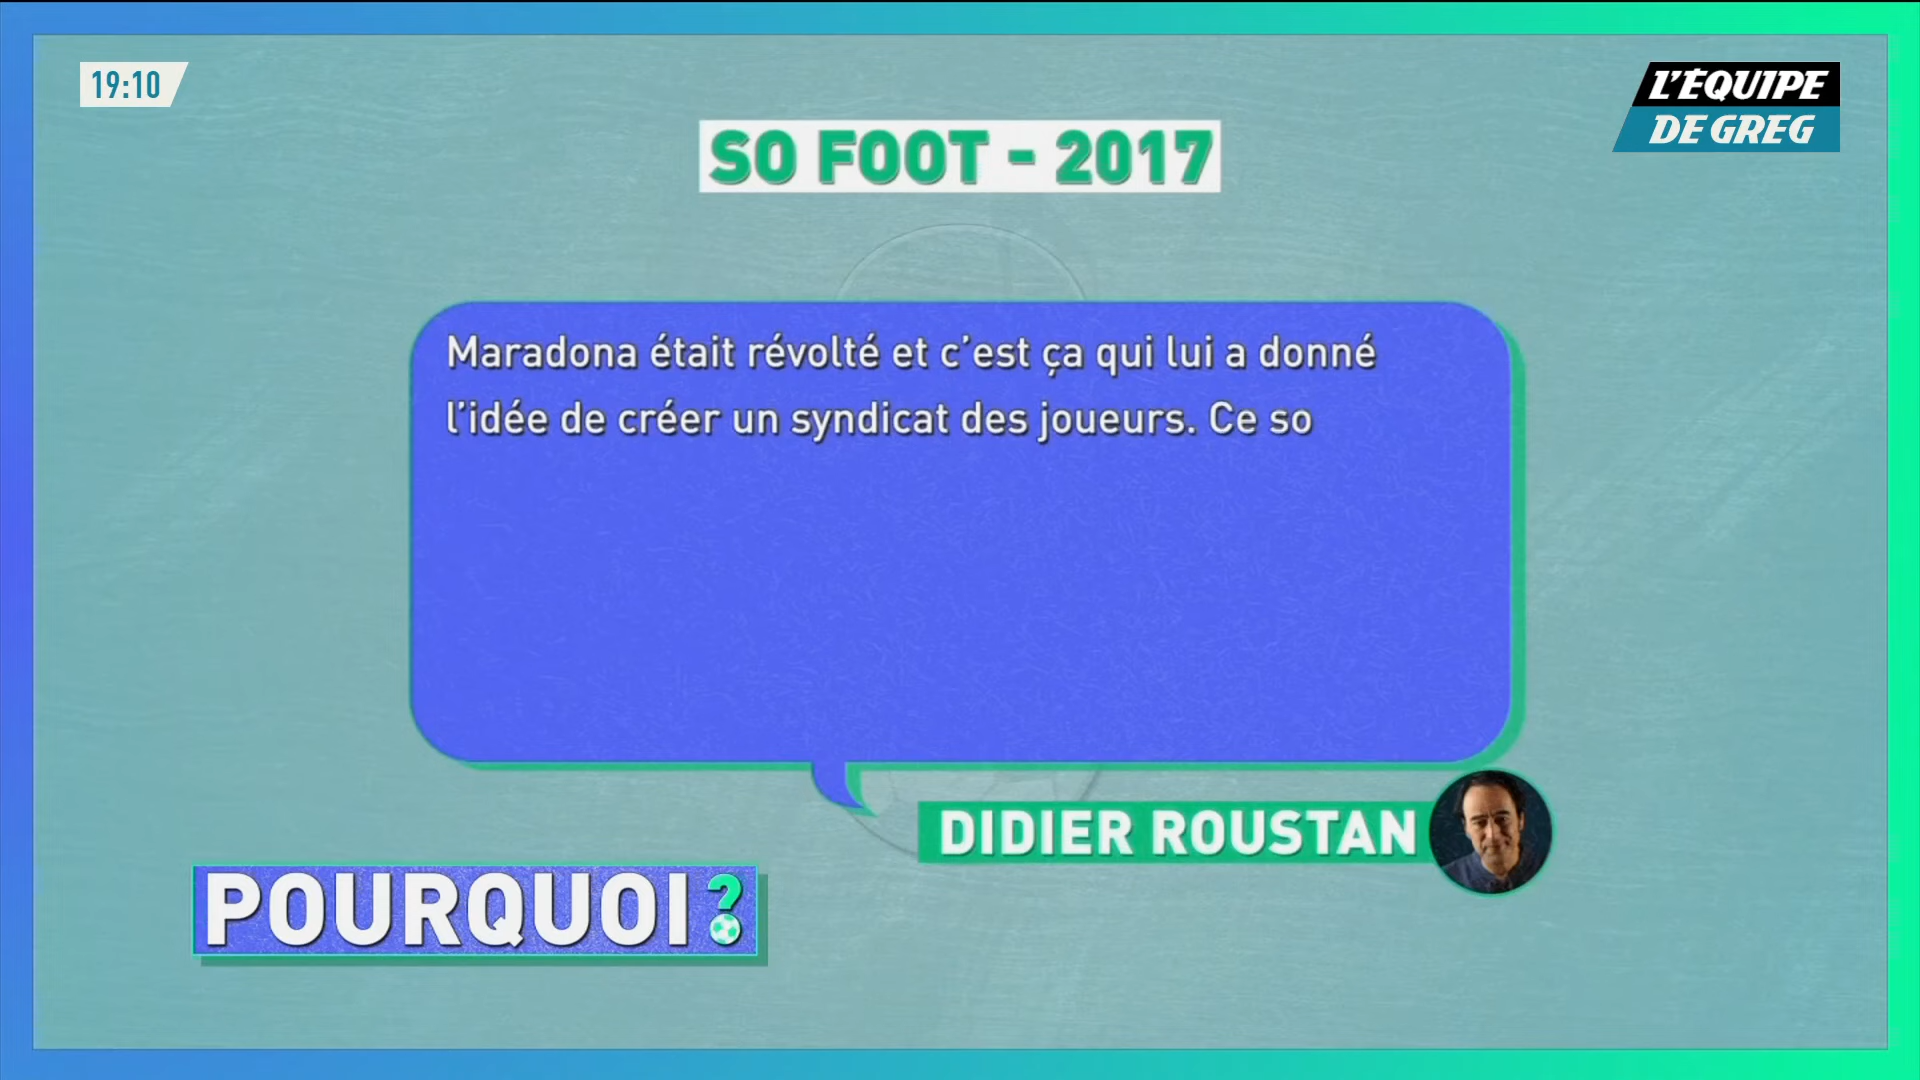 19:10
L'ÉQUIPE
DE GREG
SO FOOT - 2017
Maradona était révolté et c'est ça qui lui a donné
l'idée de créer un syndicat des joueurs. Ce so
DIDIER ROUSTAN
POURQUOI ?